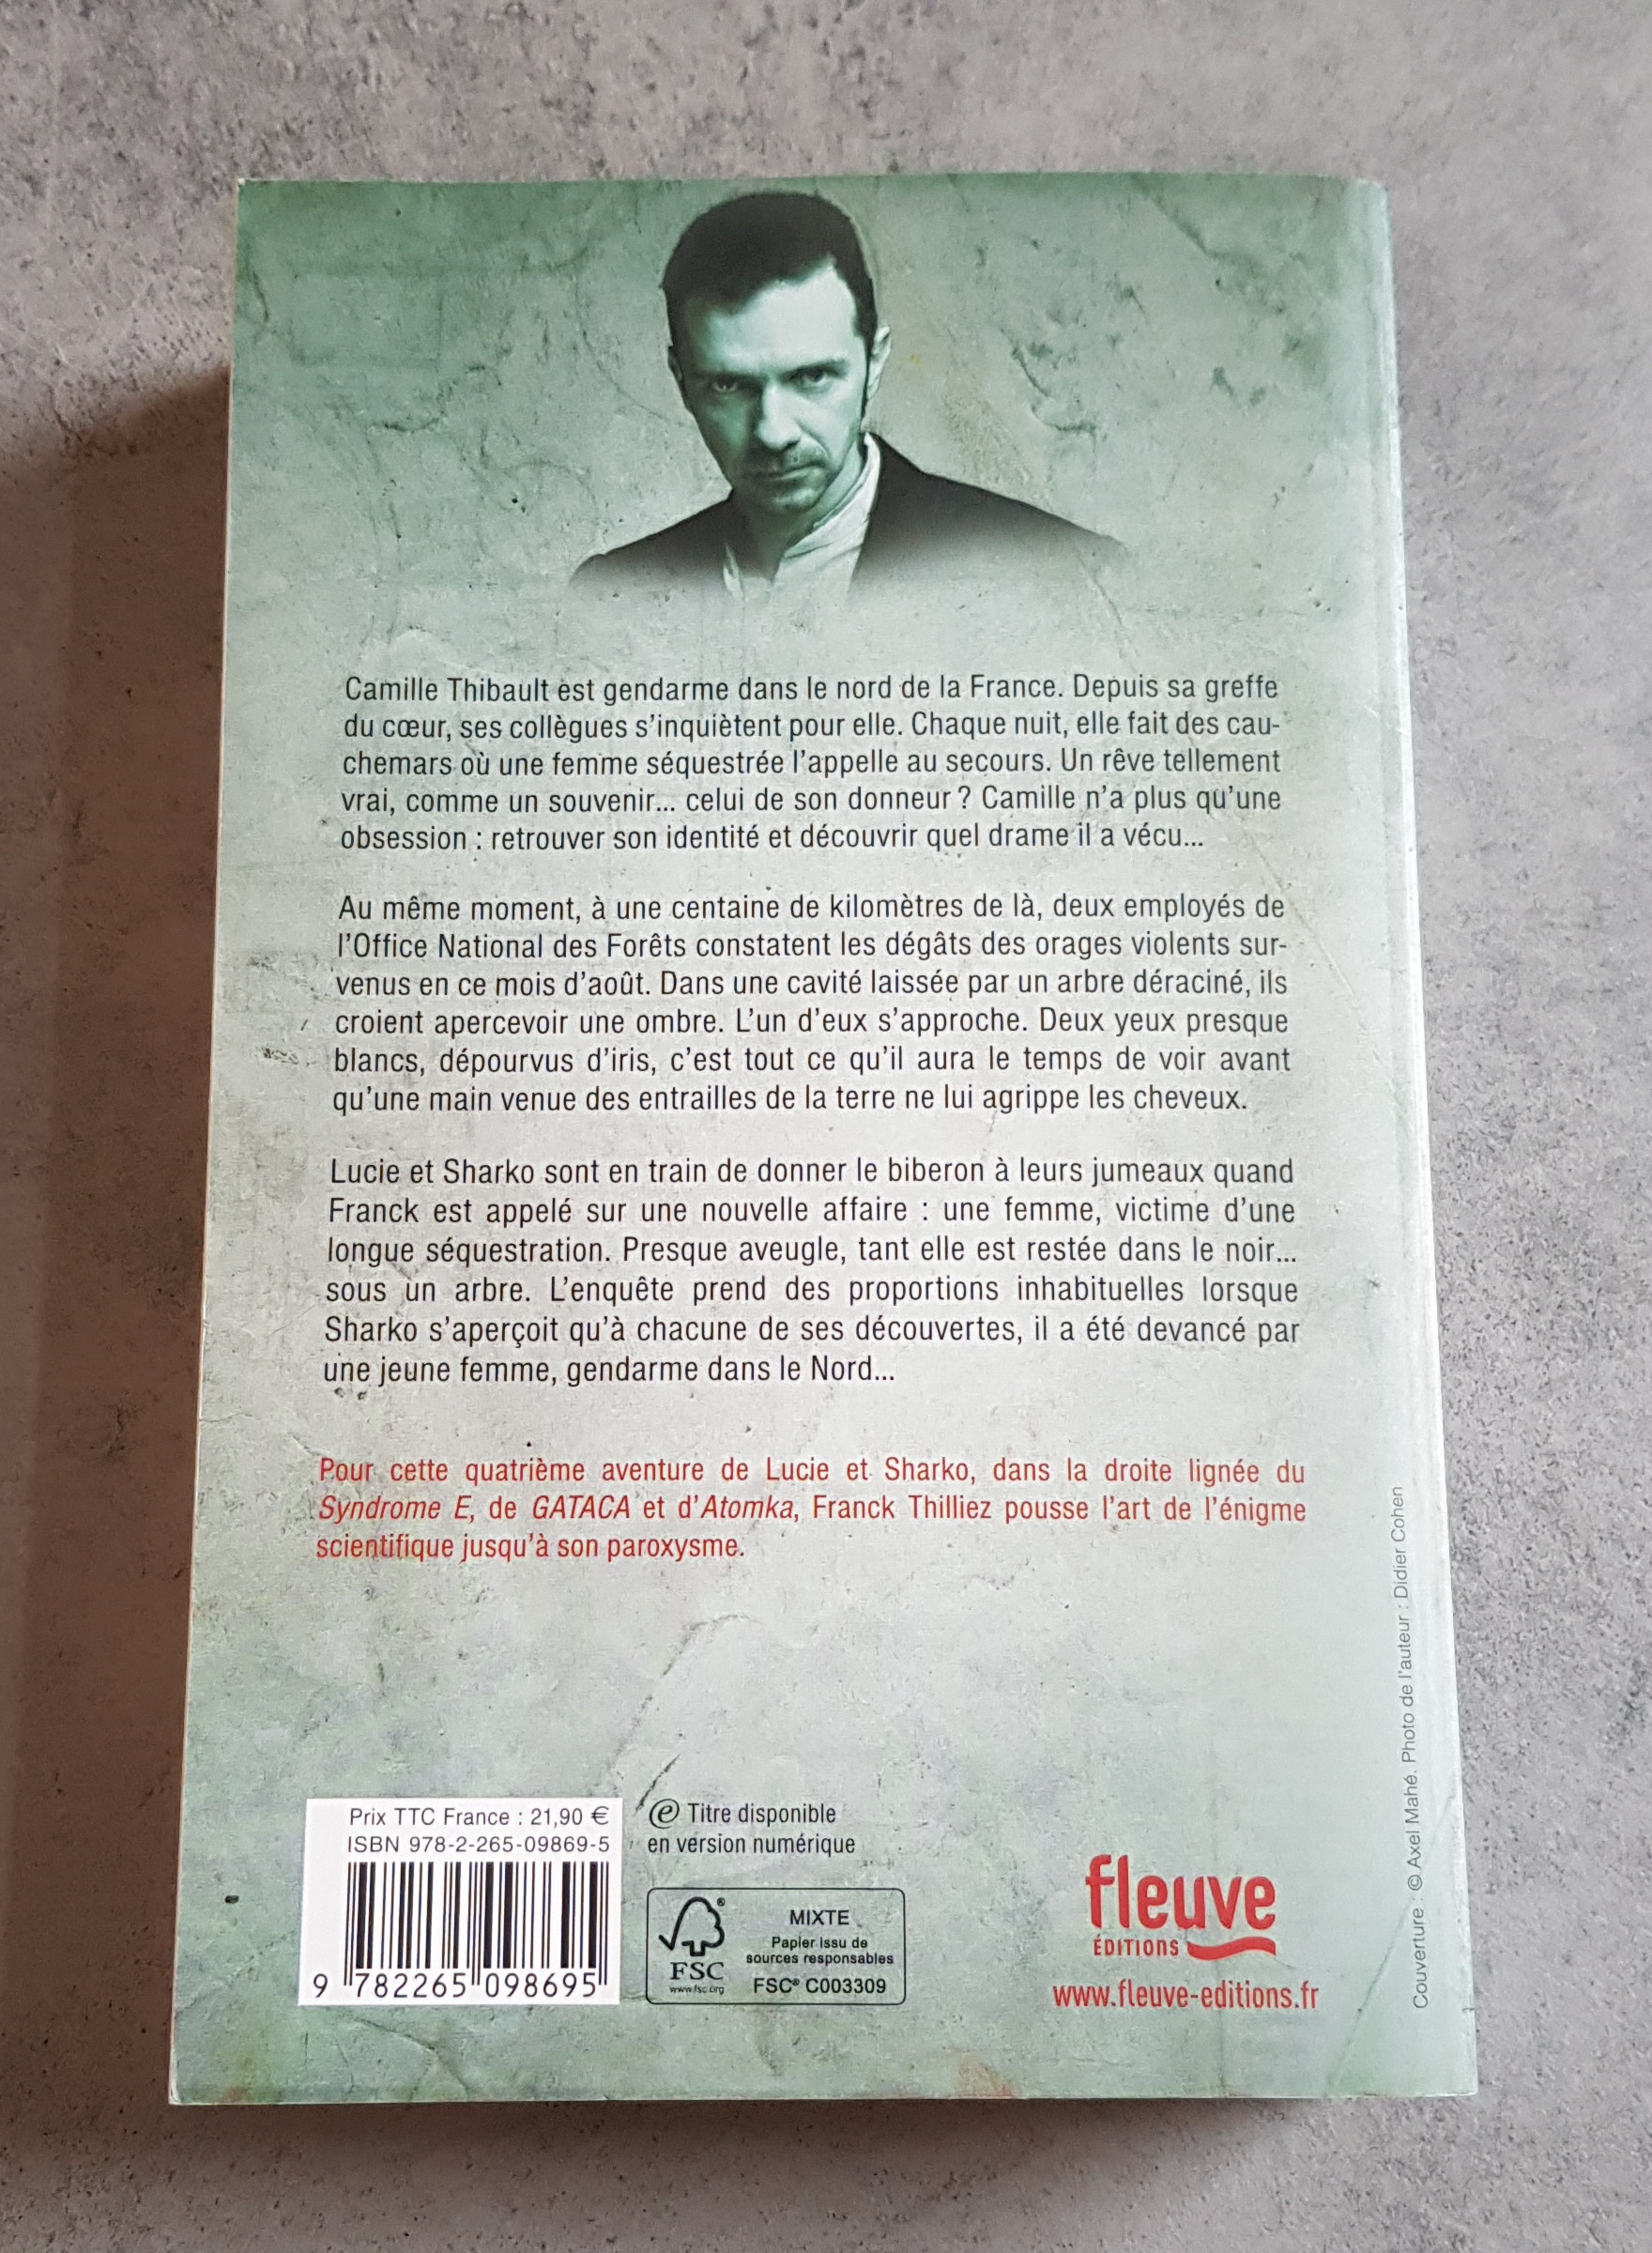 Camille Thibault est gendarme dans le nord de la France. Depuis sa greffe
du cœur, ses collègues s'inquiètent pour elle. Chaque nuit, elle fait des cau-
chemars où une femme séquestrée l'appelle au secours. Un rêve tellement
vrai, comme un souvenir... celui de son donneur ? Camille n'a plus qu'une
obsession : retrouver son identité et découvrir quel drame il a vécu...
Au même moment, à une centaine de kilomètres de là, deux employés de
l'Office National des Forêts constatent les dégâts des orages violents sur-
venus en ce mois d'août. Dans une cavité laissée par un arbre déraciné, ils
croient apercevoir une ombre. L'un d'eux s'approche. Deux yeux presque
blancs, dépourvus d'iris, c'est tout ce qu'il aura le temps de voir avant
qu'une main venue des entrailles de la terre ne lui agrippe les cheveux.
Lucie et Sharko sont en train de donner le biberon à leurs jumeaux quand
Franck est appelé sur une nouvelle affaire : une femme, victime d'une
longue séquestration. Presque aveugle, tant elle est restée dans le noir...
sous un arbre. L'enquête prend des proportions inhabituelles lorsque
Sharko s'aperçoit qu'à chacune de ses découvertes, il a été devancé par
une jeune femme, gendarme dans le Nord...
Pour cette quatrième aventure de Lucie et Sharko, dans la droite lignée du
Syndrome E, de GATACA et d'Atomka, Franck Thilliez pousse l'art de l'énigme
scientifique jusqu'à son paroxysme.
Prix TTC France : 21,90 €
ISBN 978-2-265-09869-5
9 782265 098695
e Titre disponible
en version numérique
FSC®
www.fsc.org
MIXTE
Papier issu de
sources responsables
FSC® C003309
fleuve
ÉDITIONS
www.fleuve-editions.fr
Couverture : © Axel Mahé. Photo de l'auteur : Didier Cohen